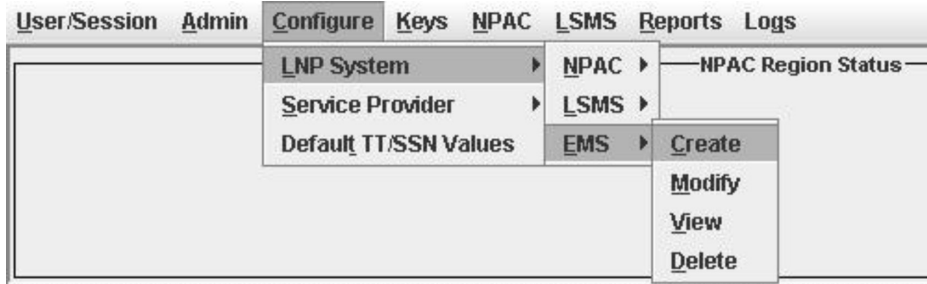 User/Session Admin Configure Keys NPAC LSMS Reports Logs
LNP System NPAC NPAC Region Status
Service Provider LSMS
Default TT/SSN Values EMS Create
Modify
View
Delete